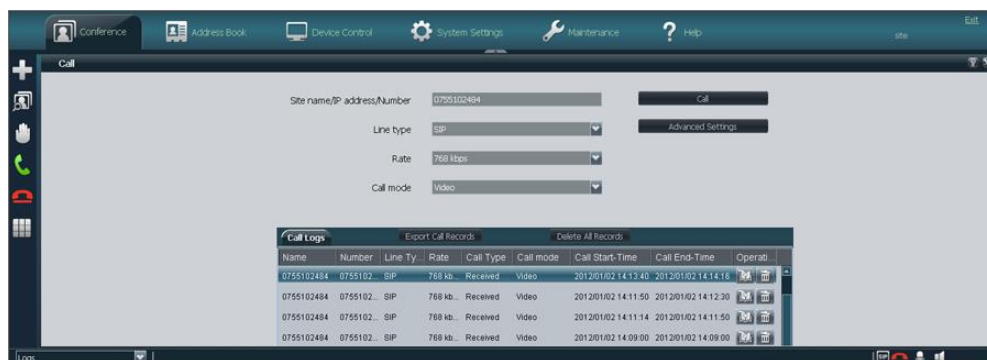 Conference Address Book Device Control System Settings Maintenance ? Help Exit
site
Call
Site name/IP address/Number 0755102484 Call
Line type SIP Advanced Settings
Rate 768 kbps
Call mode Video
Call Logs Export Call Records Delete All Records
Name Number Line Ty... Rate Call Type Call mode Call Start-Time Call End-Time Operati...
0755102484 0755102... SIP 768 kb... Received Video 2012/01/02 14:13:40 2012/01/02 14:14:16
0755102484 0755102... SIP 768 kb... Received Video 2012/01/02 14:11:50 2012/01/02 14:12:30
0755102484 0755102... SIP 768 kb... Received Video 2012/01/02 14:11:14 2012/01/02 14:11:50
0755102484 0755102... SIP 768 kb... Received Video 2012/01/02 14:09:00 2012/01/02 14:09:00
Logs SIP